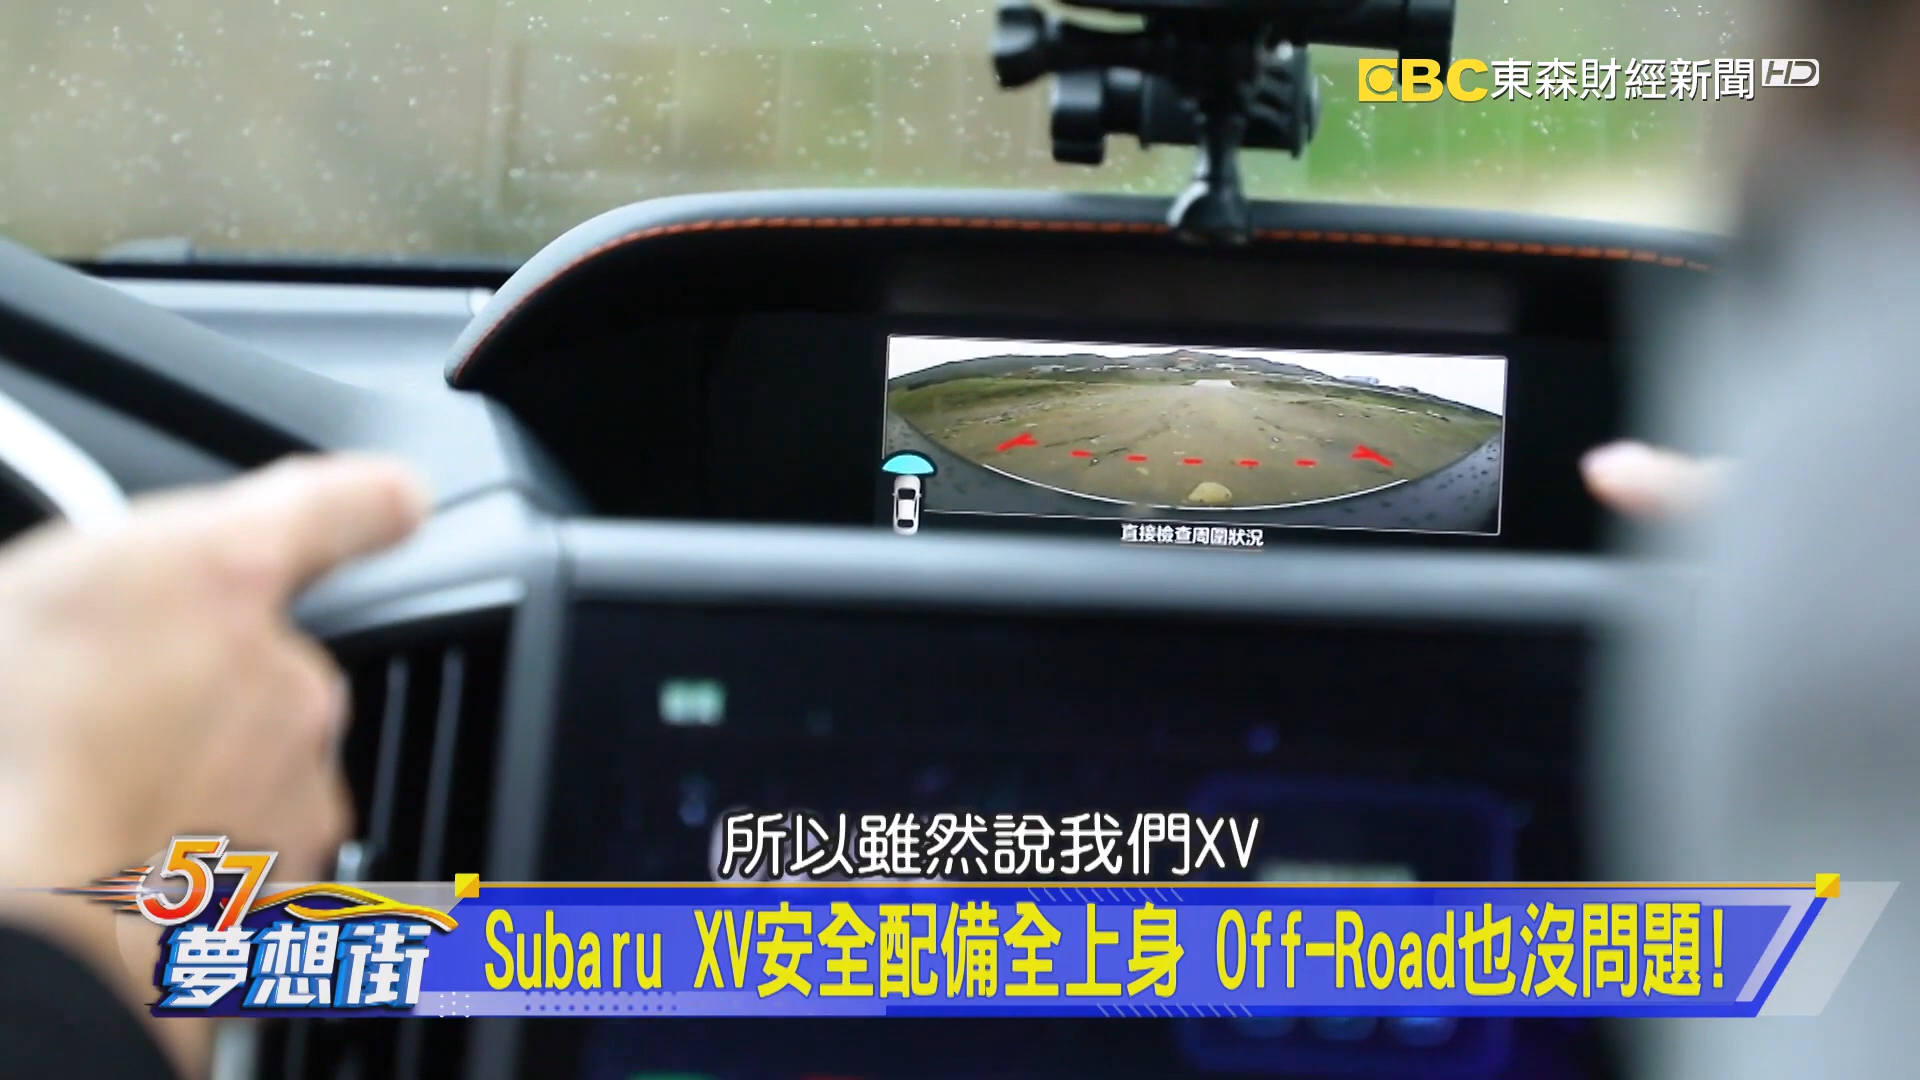 EBC東森財經新聞HD
直接檢查周圍狀況
所以雖然說我們XV
57夢想街
Subaru XV安全配備全上身 Off-Road也沒問題!